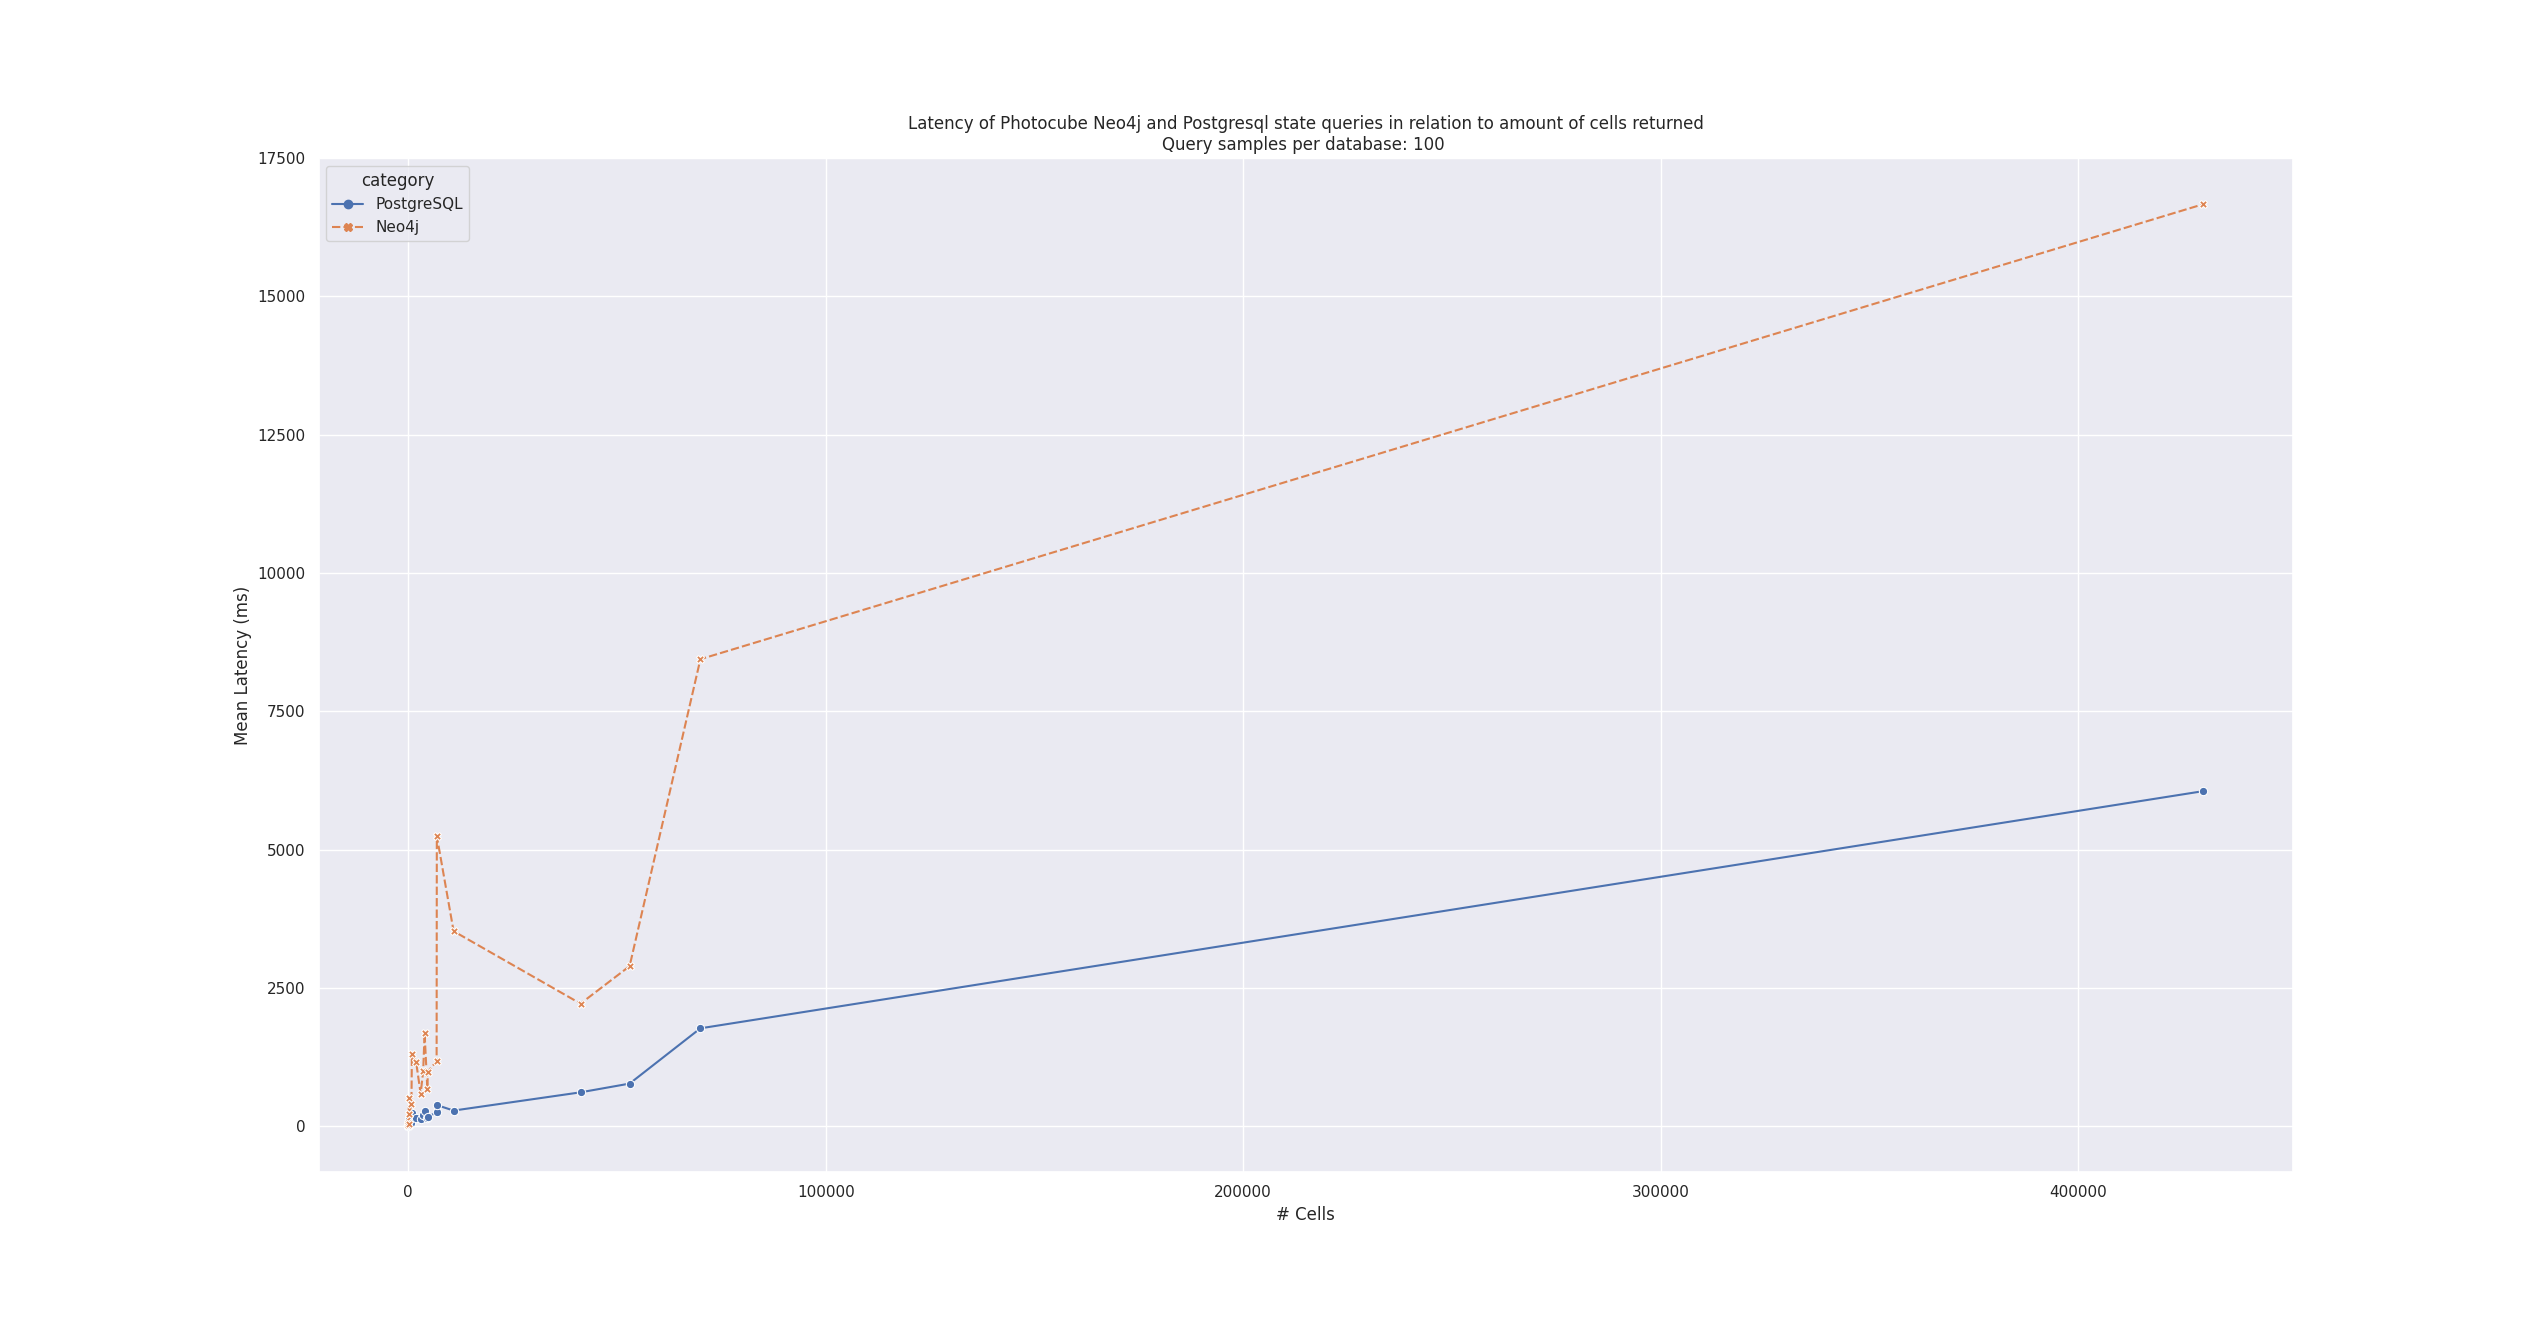 Latency of Photocube Neo4j and Postgresql state queries in relation to amount of cells returned
Query samples per database: 100
17500
15000
12500
10000
7500
5000
2500
0
Mean Latency (ms)
category
PostgreSQL
Neo4j
0
100000
200000
300000
400000
# Cells